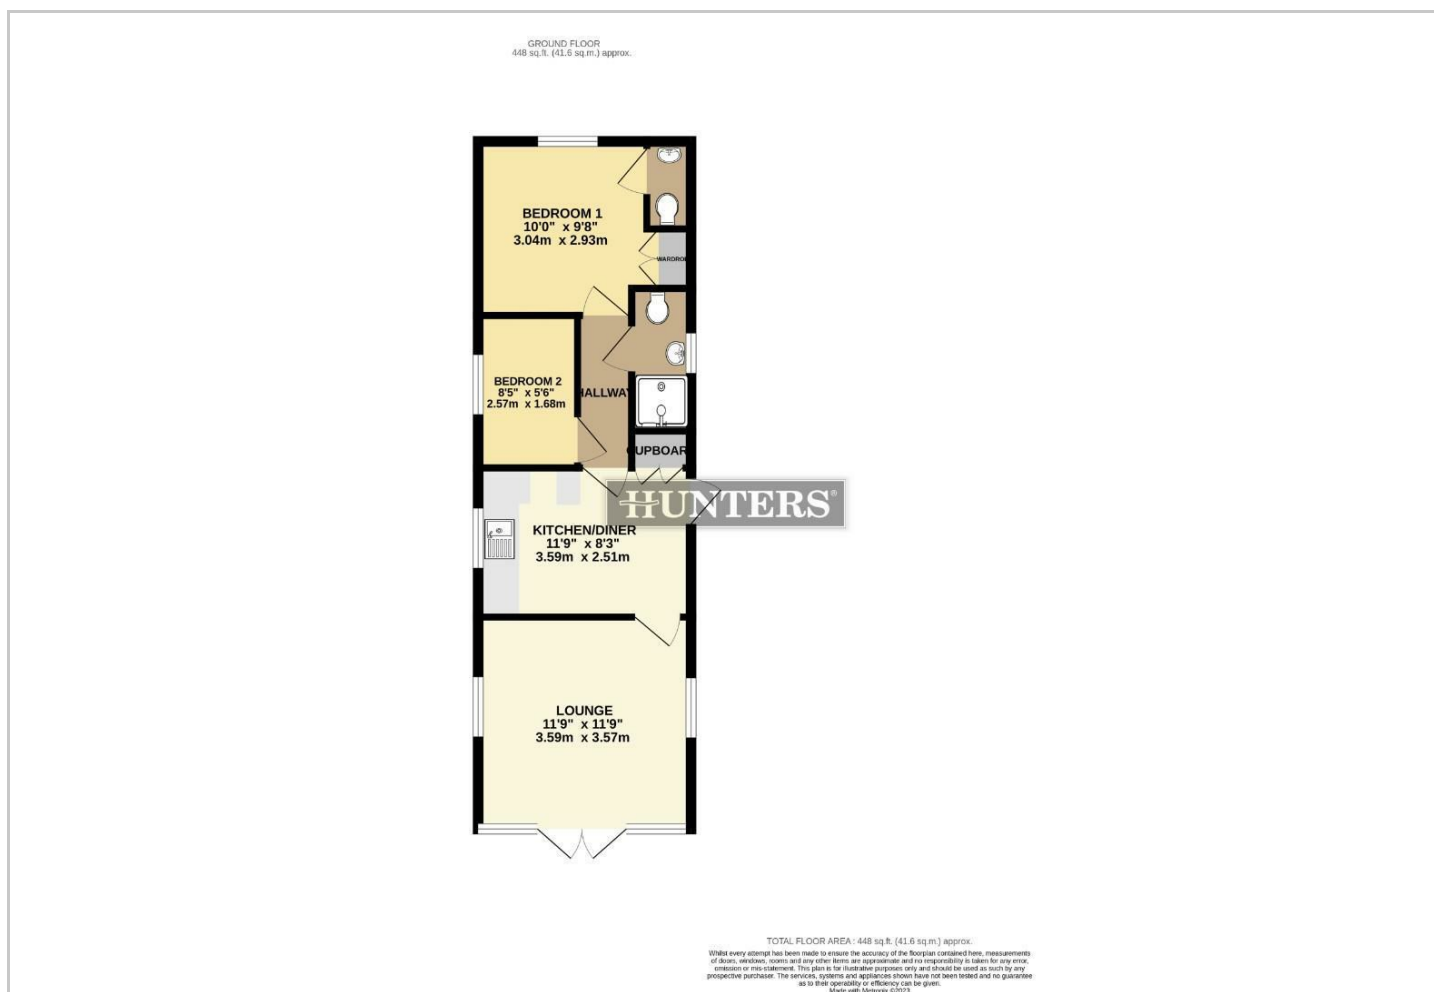 GROUND FLOOR
448 sq.ft. (41.6 sq.m.) approx.
BEDROOM 1
10'0" x 9'8"
3.04m x 2.93m
WARDROB
BEDROOM 2
8'5" x 5'6"
2.57m x 1.68m
HALLWAY
CUPBOARD
HUNTERS®
KITCHEN/DINER
11'9" x 8'3"
3.59m x 2.51m
LOUNGE
11'9" x 11'9"
3.59m x 3.57m
TOTAL FLOOR AREA : 448 sq.ft. (41.6 sq.m.) approx.
Whilst every attempt has been made to ensure the accuracy of the floorplan contained here, measurements
of doors, windows, rooms and any other items are approximate and no responsibility is taken for any error,
omission or mis-statement. This plan is for illustrative purposes only and should be used as such by any
prospective purchaser. The services, systems and appliances shown have not been tested and no guarantee
as to their operability or efficiency can be given.
Made with Metropix ©2023